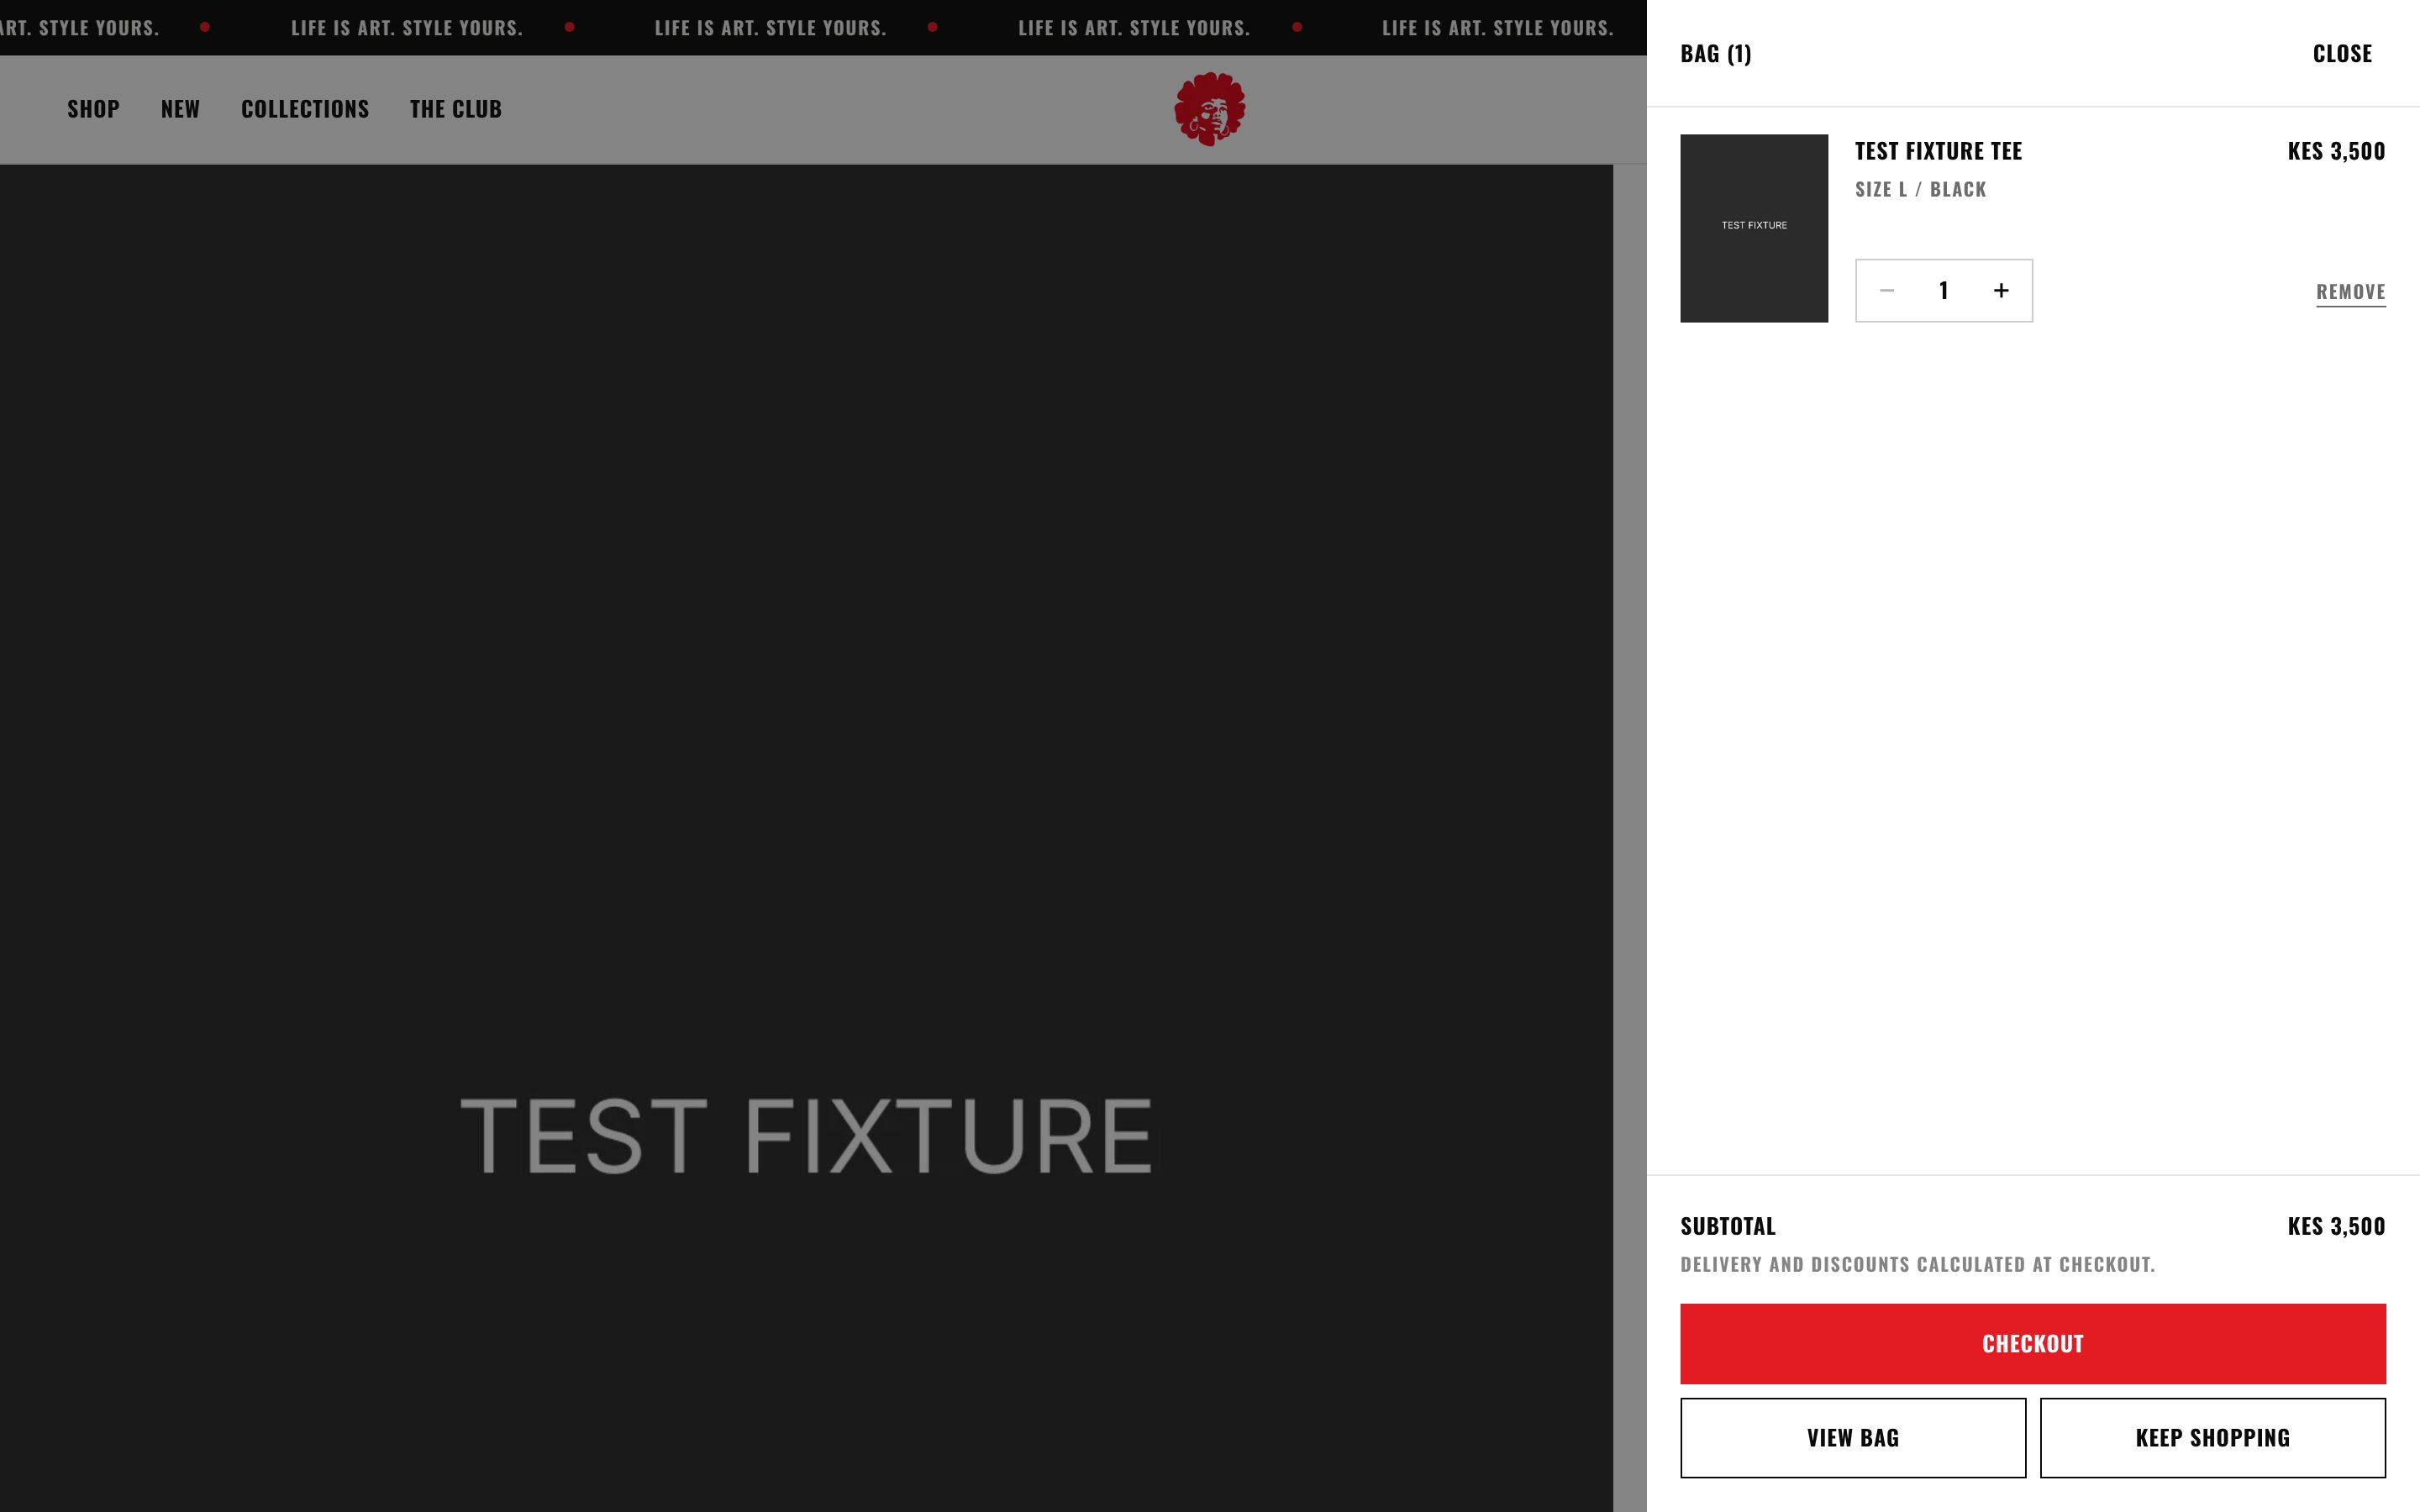 ART. STYLE YOURS. LIFE IS ART. STYLE YOURS. LIFE IS ART. STYLE YOURS. LIFE IS ART. STYLE YOURS. LIFE IS ART. STYLE YOURS.
SHOP NEW COLLECTIONS THE CLUB
TEST FIXTURE
BAG (1) CLOSE
TEST FIXTURE
TEST FIXTURE TEE KES 3,500
SIZE L / BLACK
− 1 + REMOVE
SUBTOTAL KES 3,500
DELIVERY AND DISCOUNTS CALCULATED AT CHECKOUT.
CHECKOUT
VIEW BAG KEEP SHOPPING